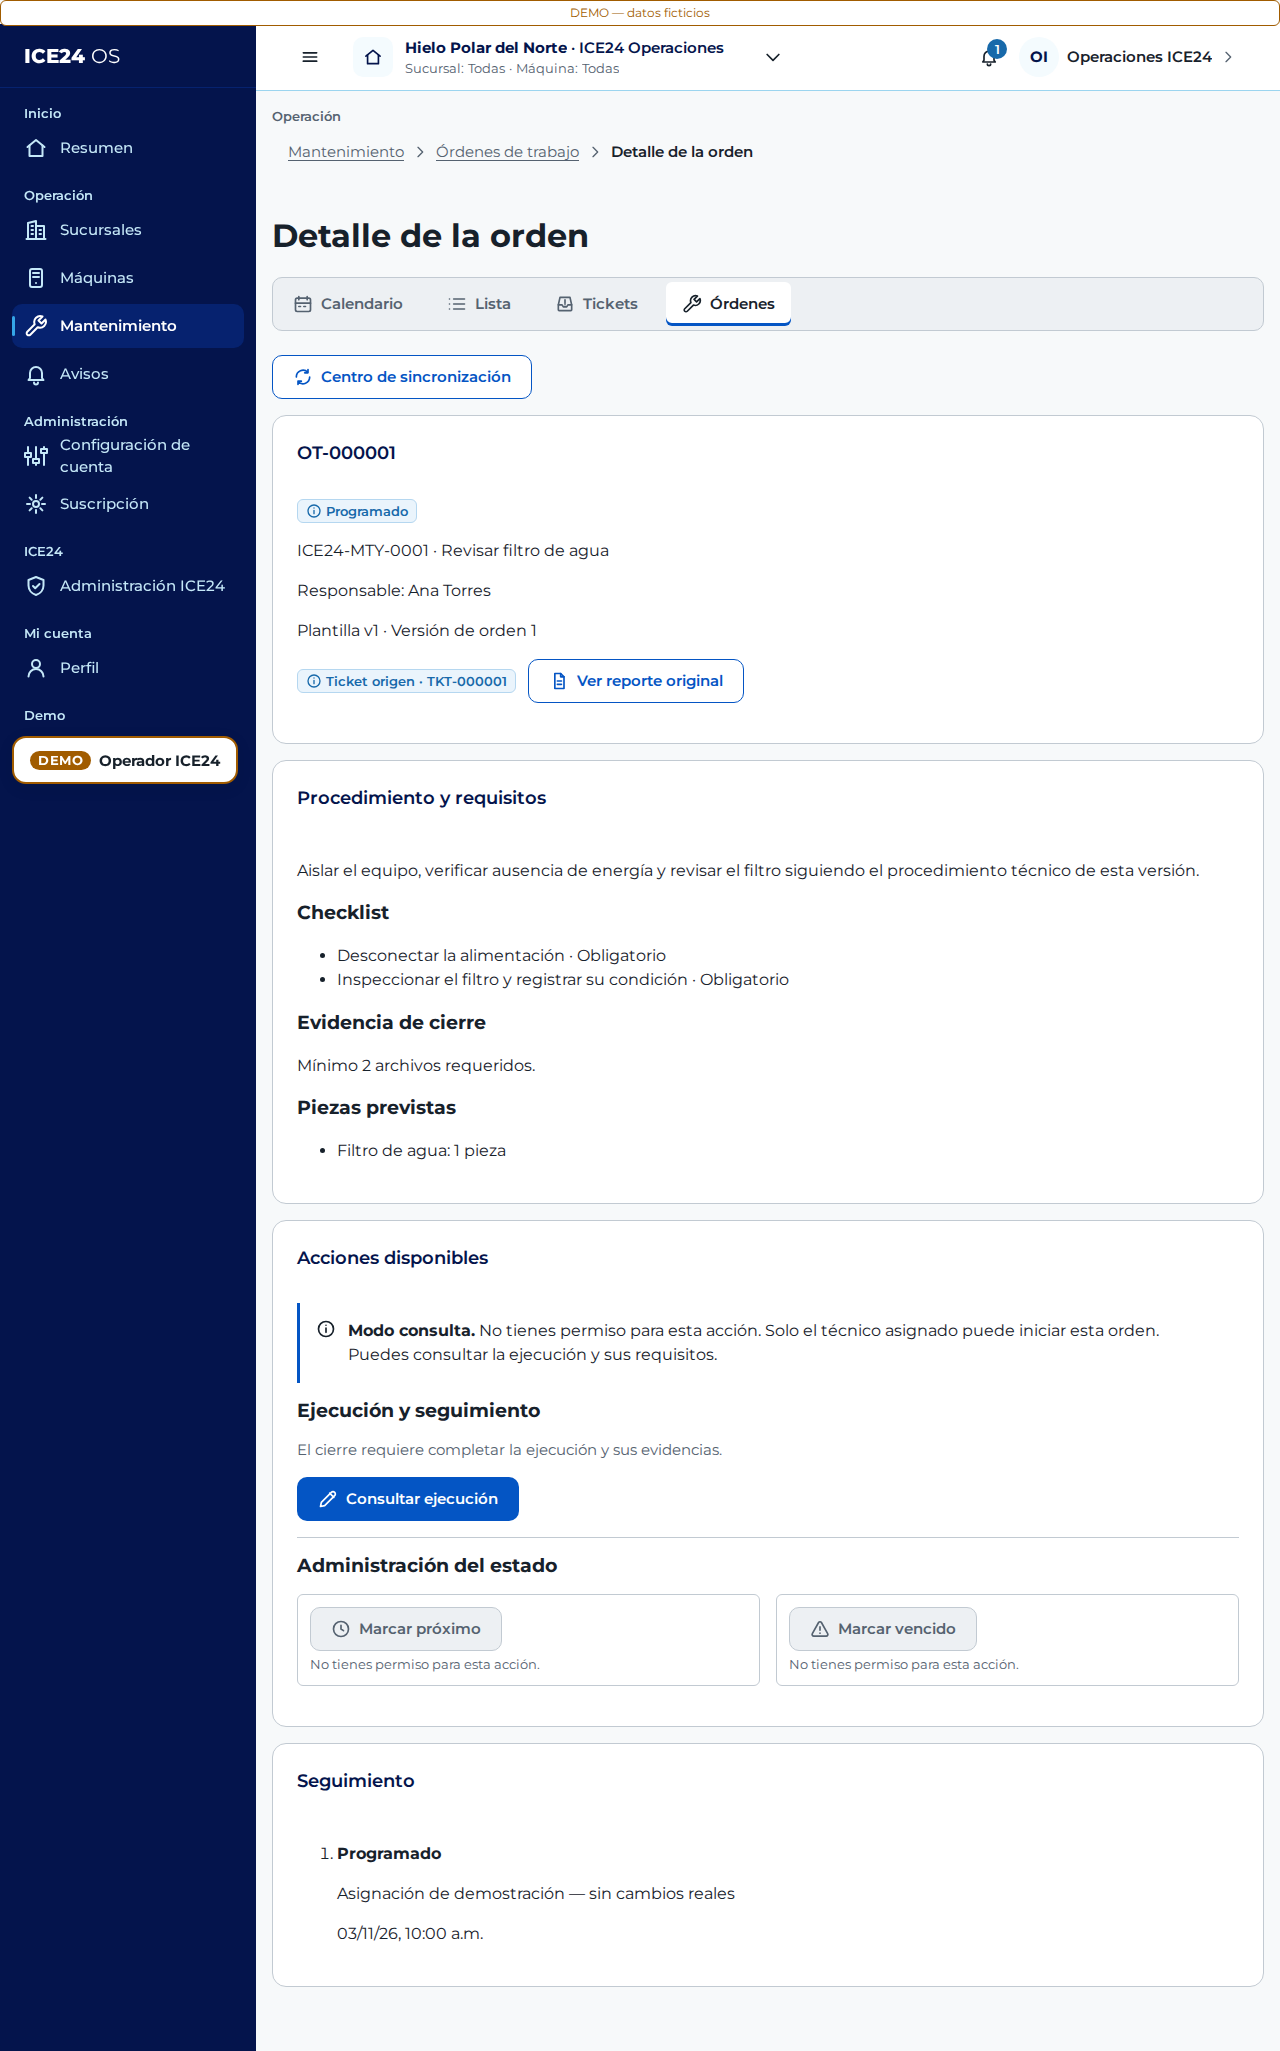 DEMO — datos ficticios
ICE24 OS
Inicio
Resumen
Operación
Sucursales
Máquinas
Mantenimiento
Avisos
Administración
Configuración de
cuenta
Suscripción
ICE24
Administración ICE24
Mi cuenta
Perfil
Demo
DEMO Operador ICE24
Hielo Polar del Norte · ICE24 Operaciones
Sucursal: Todas · Máquina: Todas
1
OI Operaciones ICE24
Operación
Mantenimiento > Órdenes de trabajo > Detalle de la orden
Detalle de la orden
Calendario Lista Tickets Órdenes
Centro de sincronización
OT-000001
Programado
ICE24-MTY-0001 · Revisar filtro de agua
Responsable: Ana Torres
Plantilla v1 · Versión de orden 1
Ticket origen · TKT-000001 Ver reporte original
Procedimiento y requisitos
Aislar el equipo, verificar ausencia de energía y revisar el filtro siguiendo el procedimiento técnico de esta versión.
Checklist
• Desconectar la alimentación · Obligatorio
• Inspeccionar el filtro y registrar su condición · Obligatorio
Evidencia de cierre
Mínimo 2 archivos requeridos.
Piezas previstas
• Filtro de agua: 1 pieza
Acciones disponibles
Modo consulta. No tienes permiso para esta acción. Solo el técnico asignado puede iniciar esta orden.
Puedes consultar la ejecución y sus requisitos.
Ejecución y seguimiento
El cierre requiere completar la ejecución y sus evidencias.
Consultar ejecución
Administración del estado
Marcar próximo
No tienes permiso para esta acción.
Marcar vencido
No tienes permiso para esta acción.
Seguimiento
1. Programado
Asignación de demostración — sin cambios reales
03/11/26, 10:00 a.m.